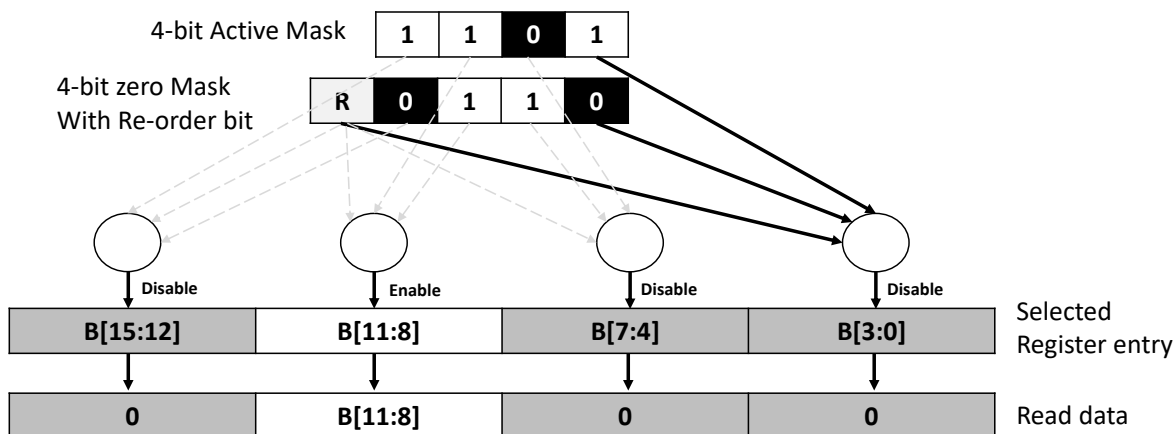 4-bit Active Mask
1 1 0 1
4-bit zero Mask
With Re-order bit
R 0 1 1 0
Disable Enable Disable Disable
B[15:12] B[11:8] B[7:4] B[3:0]
Selected
Register entry
0 B[11:8] 0 0
Read data